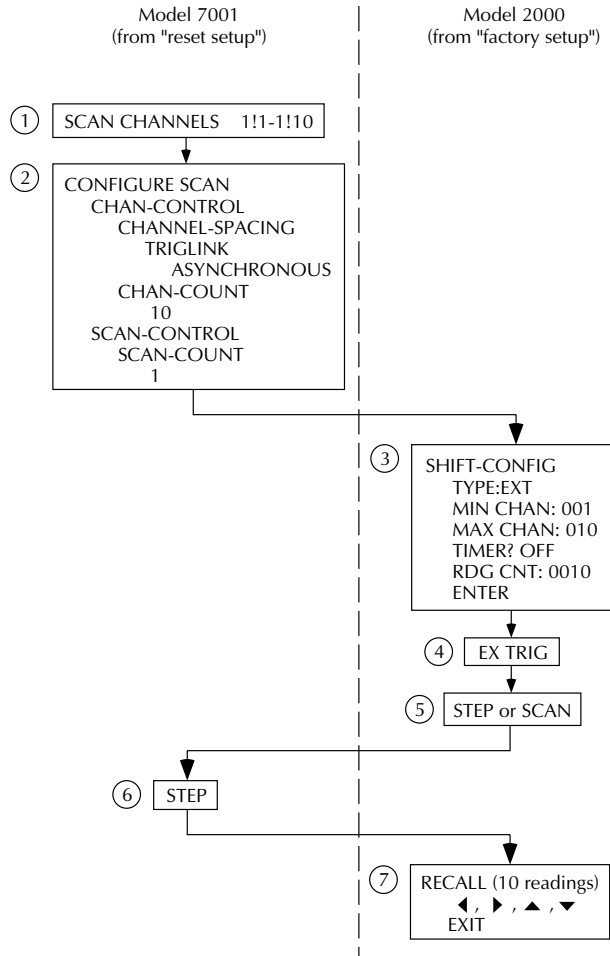 Model 7001
(from "reset setup")
Model 2000
(from "factory setup")
1 SCAN CHANNELS 1!1-1!10
2 CONFIGURE SCAN
CHAN-CONTROL
CHANNEL-SPACING
TRIGLINK
ASYNCHRONOUS
CHAN-COUNT
10
SCAN-CONTROL
SCAN-COUNT
1
3 SHIFT-CONFIG
TYPE:EXT
MIN CHAN: 001
MAX CHAN: 010
TIMER? OFF
RDG CNT: 0010
ENTER
4 EX TRIG
5 STEP or SCAN
6 STEP
7 RECALL (10 readings)
◀ , ▶ , ▲ , ▼
EXIT